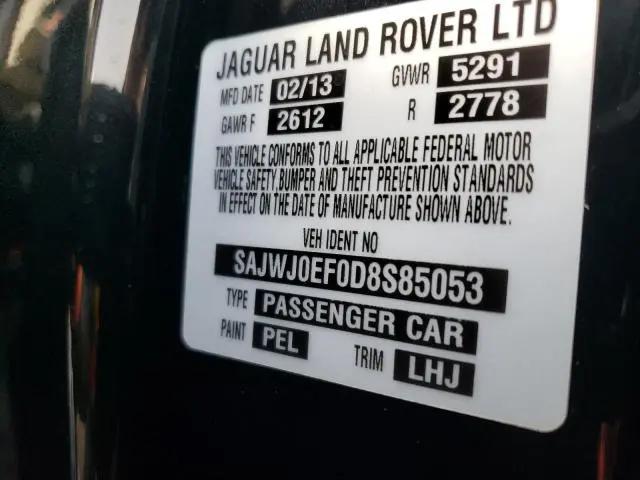 JAGUAR LAND ROVER LTD
MFD DATE 02/13 GVWR 5291
GAWR F 2612 R 2778
THIS VEHICLE CONFORMS TO ALL APPLICABLE FEDERAL MOTOR
VEHICLE SAFETY,BUMPER AND THEFT PREVENTION STANDARDS
IN EFFECT ON THE DATE OF MANUFACTURE SHOWN ABOVE.
VEH IDENT NO
SAJWJ0EF0D8S85053
TYPE PASSENGER CAR
PAINT PEL TRIM LHJ